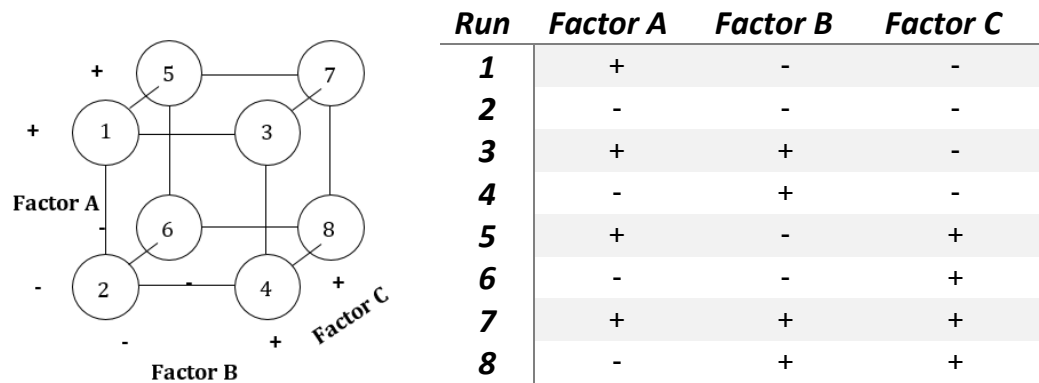 + 5 7
+ 1 3
Factor A
- 6 8
- 2 - 4 +
- + Factor C
Factor B
Run Factor A Factor B Factor C
1 + - -
2 - - -
3 + + -
4 - + -
5 + - +
6 - - +
7 + + +
8 - + +